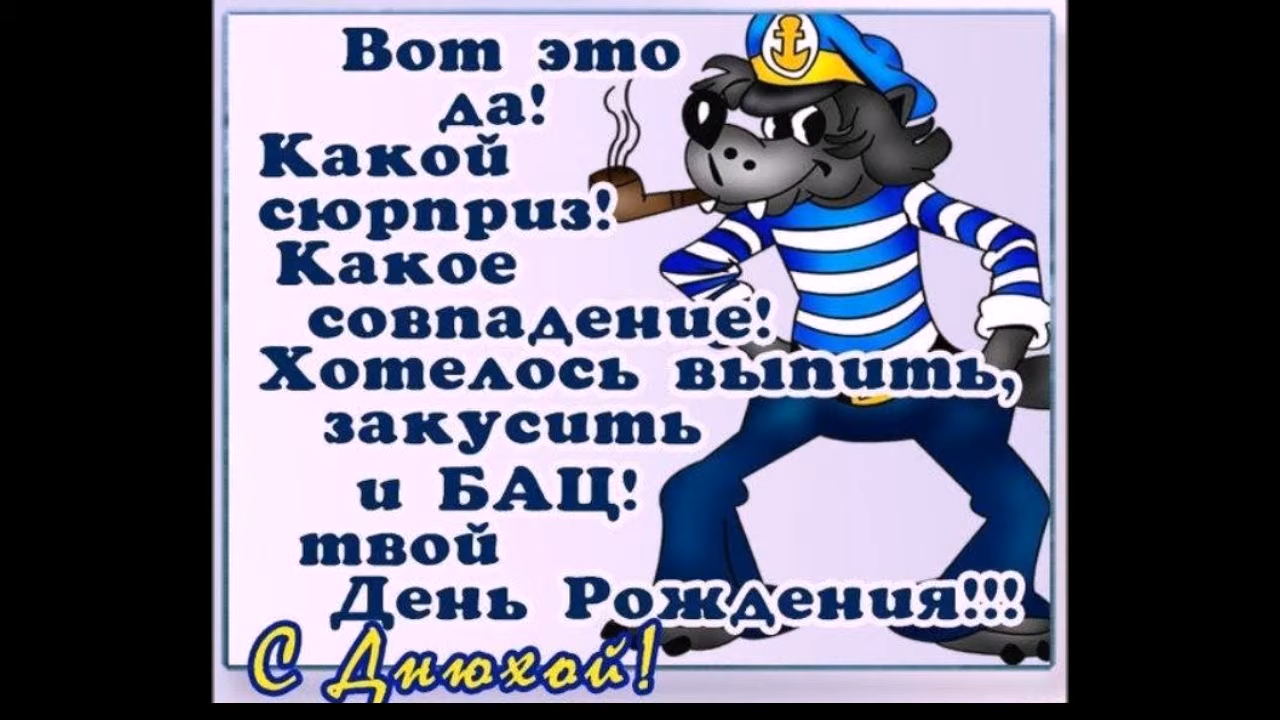 Вот это
да!
Какой
сюрприз!
Какое
совпадение!
Хотелось выпить,
закусить
и БАЦ!
твой
День Рождения!!!
С Днюхой!